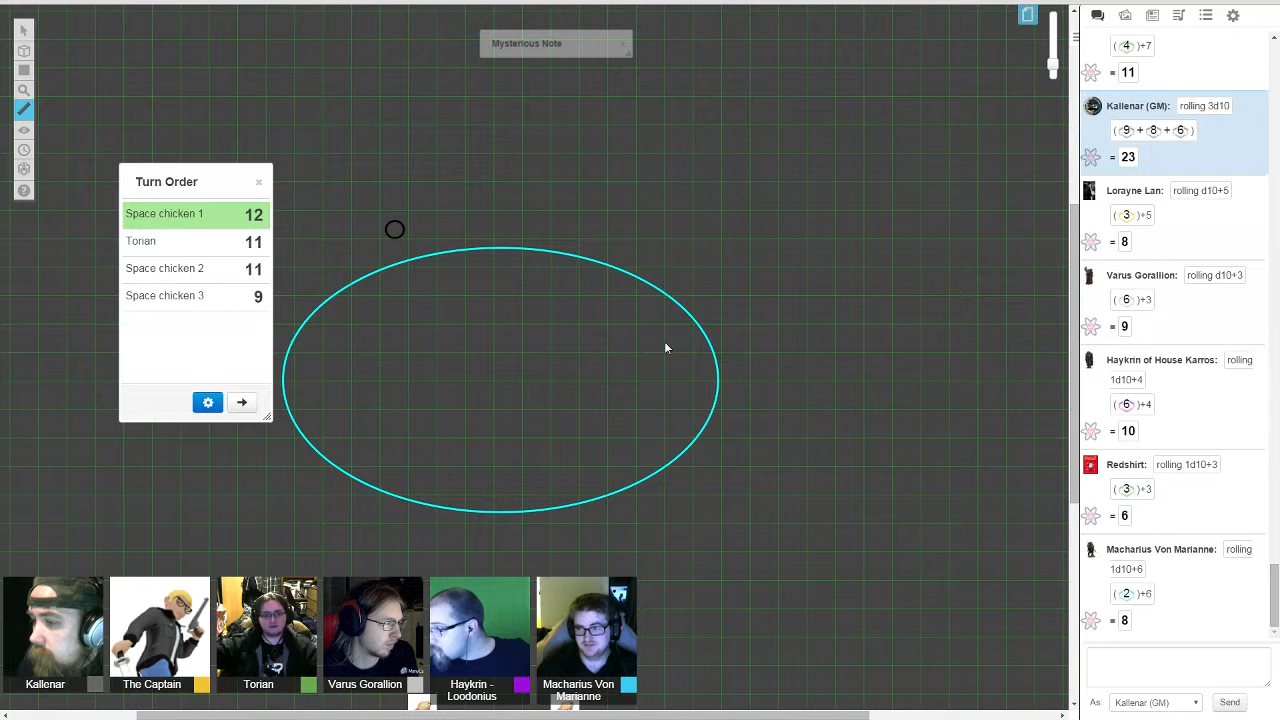 Mysterious Note
Turn Order
Space chicken 1 12
Torian 11
Space chicken 2 11
Space chicken 3 9
Kallenar
The Captain
Torian
Varus Gorallion
Haykrin -
Loodonius
Macharius Von
Marianne
(4)+7
= 11
Kallenar (GM): rolling 3d10
(9+8+6)
= 23
Lorayne Lan: rolling d10+5
(3)+5
= 8
Varus Gorallion: rolling d10+3
(6)+3
= 9
Haykrin of House Karros: rolling
1d10+4
(6)+4
= 10
Redshirt: rolling 1d10+3
(3)+3
= 6
Macharius Von Marianne: rolling
1d10+6
(2)+6
= 8
As: Kallenar (GM) Send